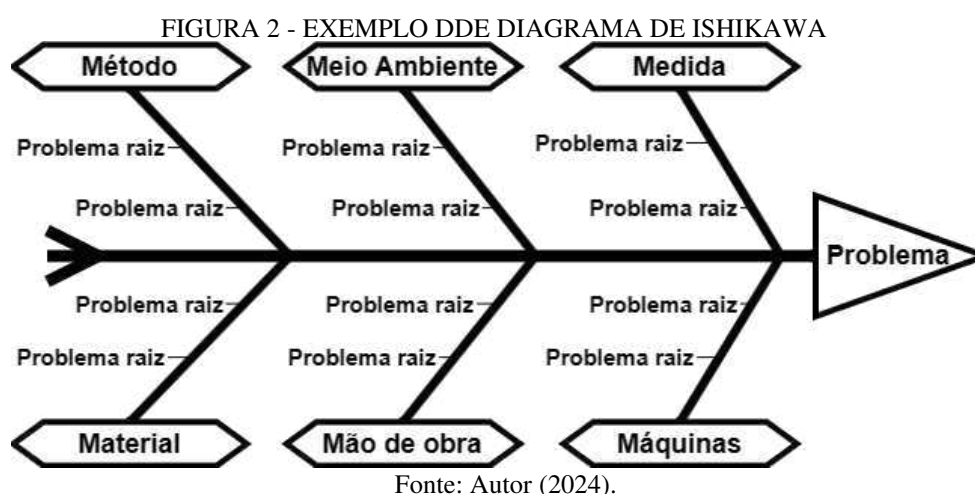 FIGURA 2 - EXEMPLO DDE DIAGRAMA DE ISHIKAWA
Método
Meio Ambiente
Medida
Problema raiz
Problema raiz
Problema raiz
Problema raiz
Problema raiz
Problema raiz
Problema
Problema raiz
Problema raiz
Problema raiz
Problema raiz
Problema raiz
Problema raiz
Material
Mão de obra
Máquinas
Fonte: Autor (2024).